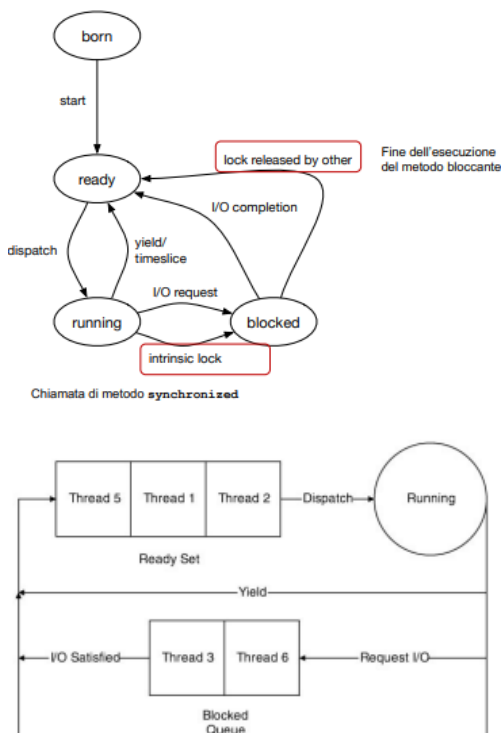 born
start
lock released by other
Fine dell'esecuzione
del metodo bloccante
ready
I/O completion
dispatch
yield/
timeslice
I/O request
running
blocked
intrinsic lock
Chiamata di metodo synchronized
Thread 5
Thread 1
Thread 2
Dispatch
Running
Ready Set
Yield
I/O Satisfied
Thread 3
Thread 6
Request I/O
Blocked
Queue